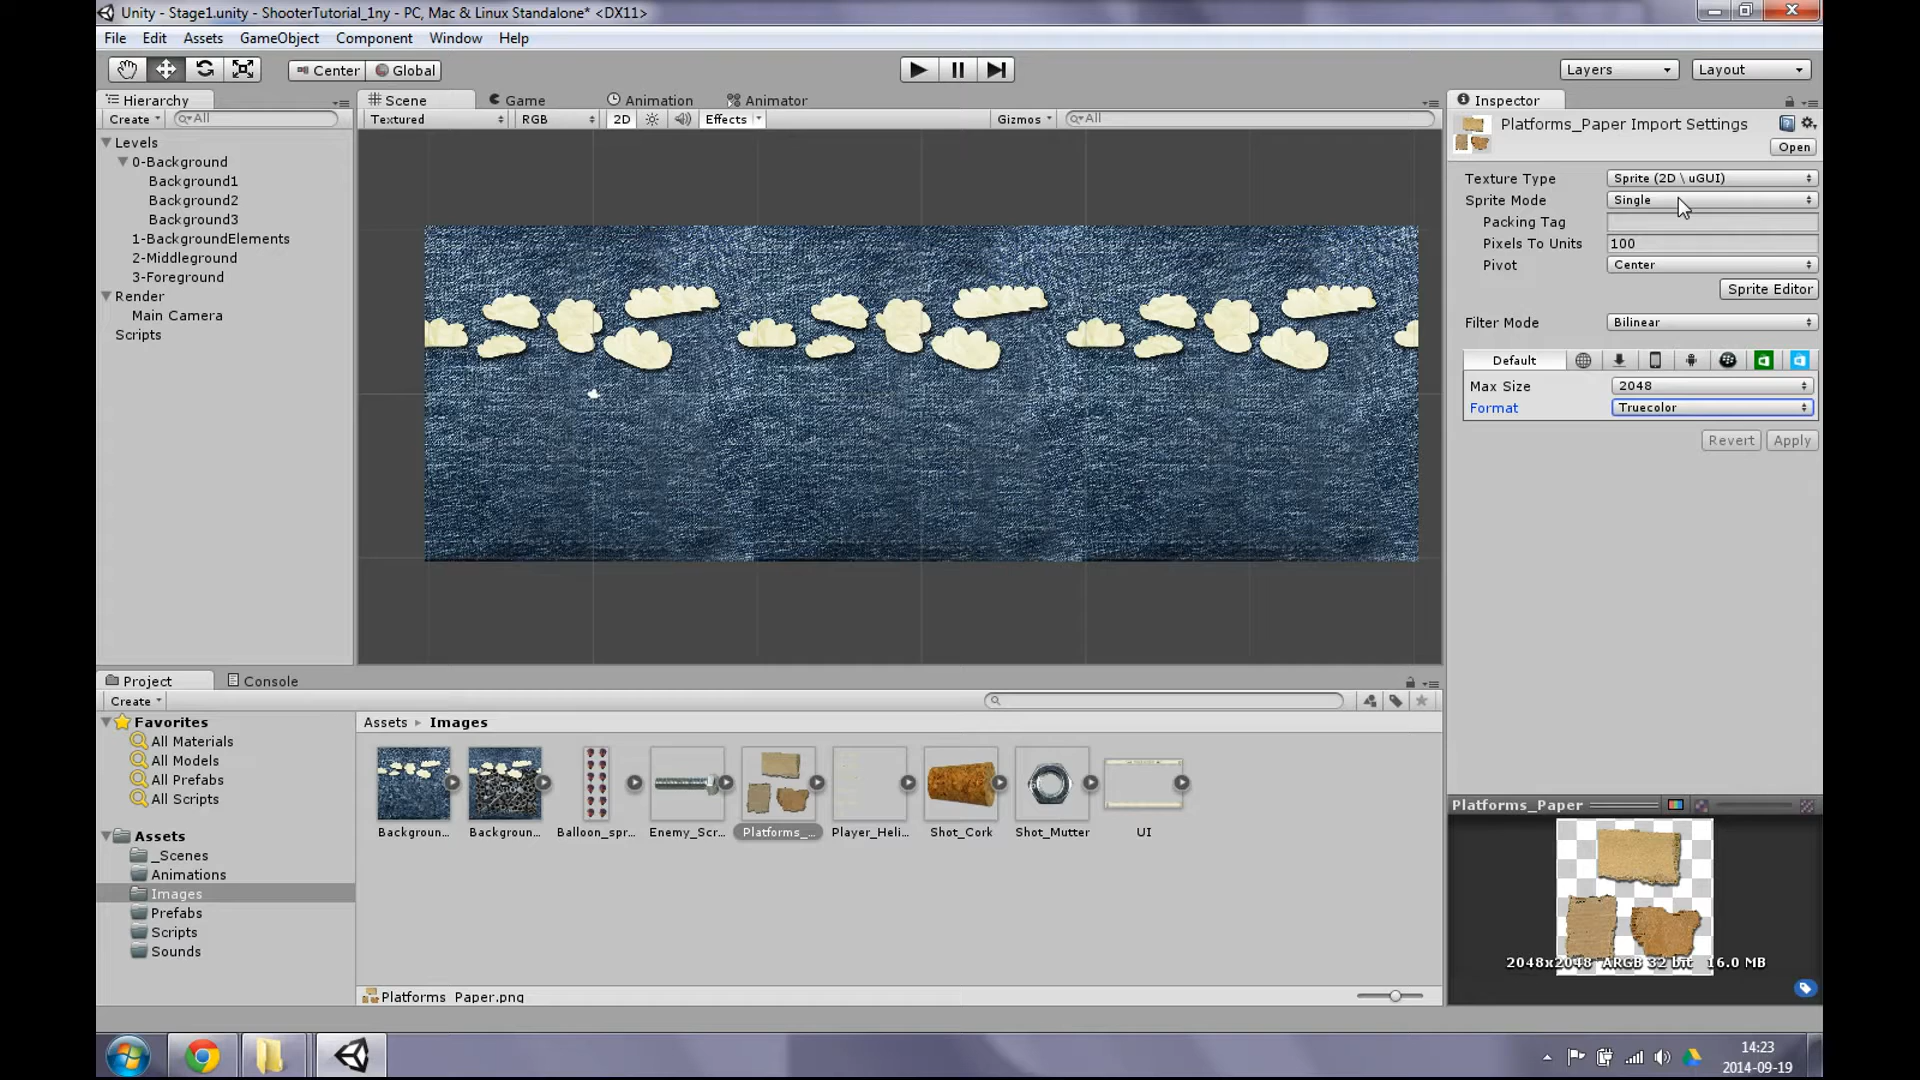 Unity - Stage1.unity - ShooterTutorial_1ny - PC, Mac & Linux Standalone* <DX11>
File Edit Assets GameObject Component Window Help
Center Global Layers Layout
Hierarchy
Create All
Levels
0-Background
Background1
Background2
Background3
1-BackgroundElements
2-Middleground
3-Foreground
Render
Main Camera
Scripts
Scene Game Animation Animator
Textured RGB 2D Effects Gizmos All
Inspector
Platforms_Paper Import Settings
Open
Texture Type Sprite (2D \ uGUI)
Sprite Mode Single
Packing Tag
Pixels To Units 100
Pivot Center
Sprite Editor
Filter Mode Bilinear
Default
Max Size 2048
Format Truecolor
Revert Apply
Project Console
Create
Favorites
All Materials
All Models
All Prefabs
All Scripts
Assets
_Scenes
Animations
Images
Prefabs
Scripts
Sounds
Assets Images
Backgroun... Backgroun... Balloon_spr... Enemy_Scr... Platforms_... Player_Heli... Shot_Cork Shot_Mutter UI
Platforms_Paper.png
Platforms_Paper
2048x2048 ARGB 32 bit 16.0 MB
14:23
2014-09-19